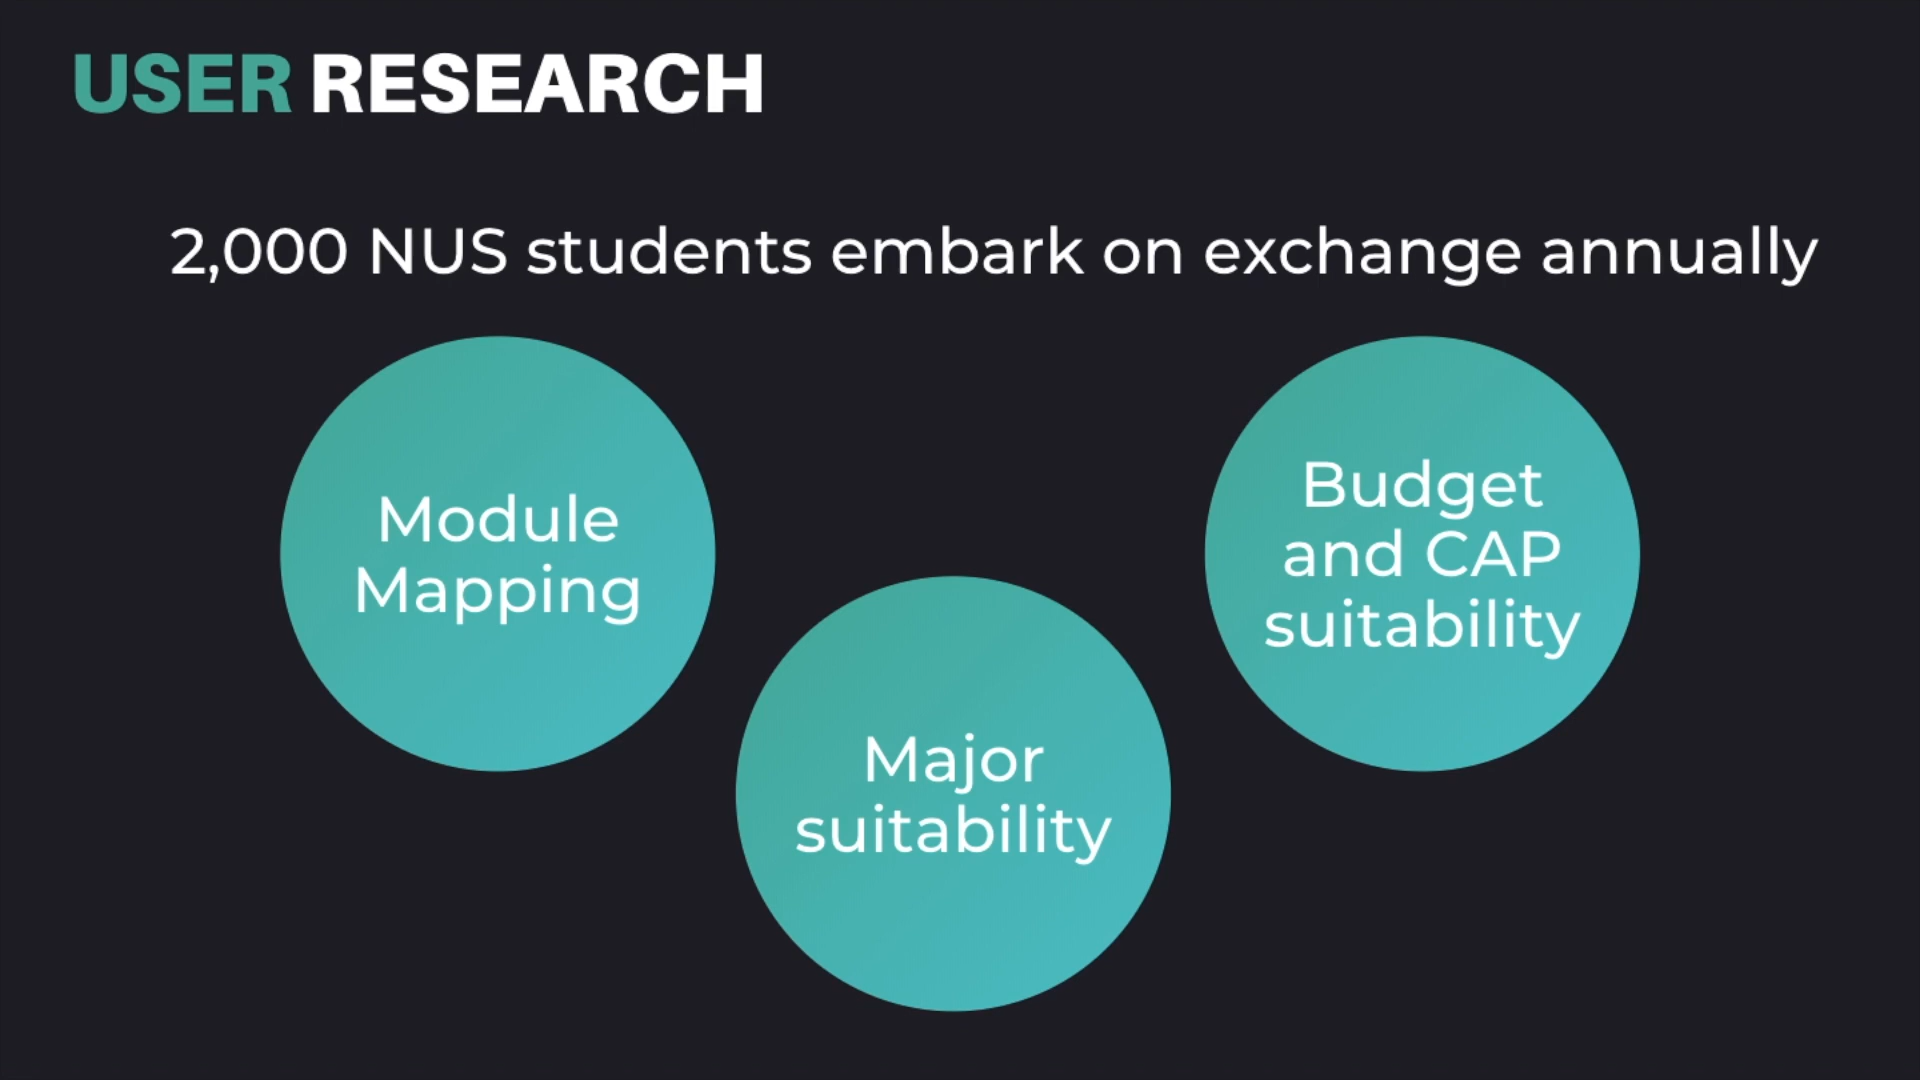 USER RESEARCH
2,000 NUS students embark on exchange annually
Module
Mapping
Major
suitability
Budget
and CAP
suitability